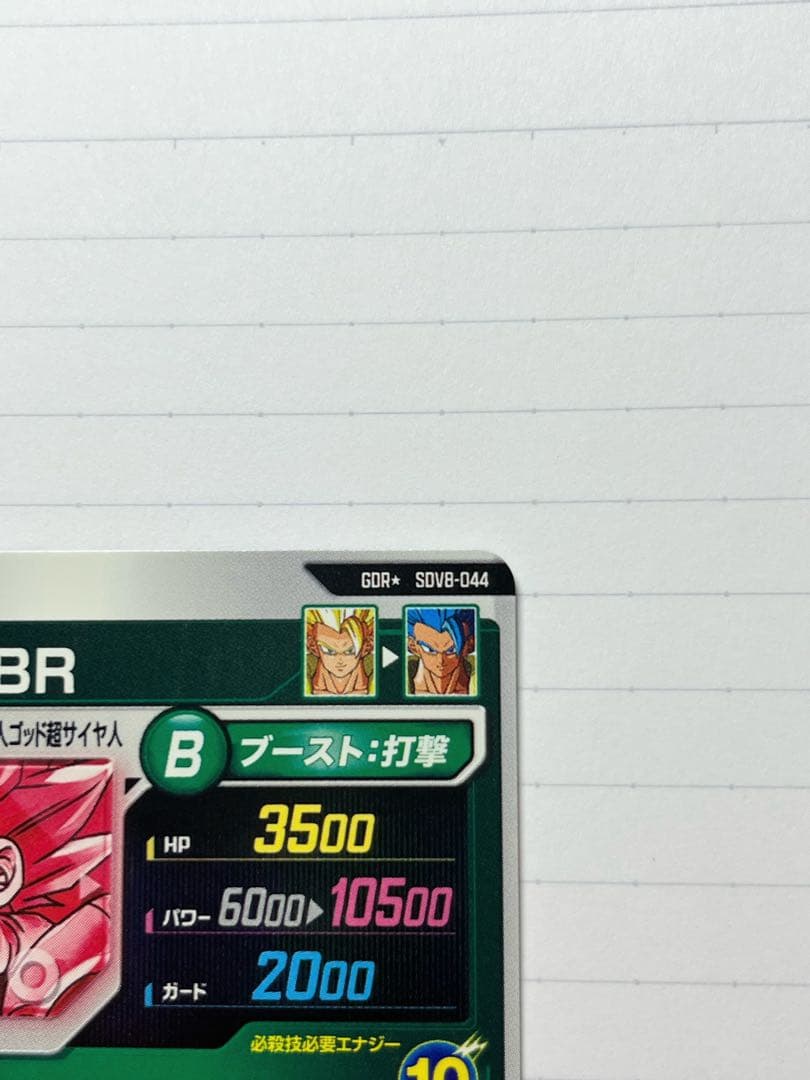 GDR★ SDV8-044
BR
人ゴッド超サイヤ人
B ブースト:打撃
HP 3500
パワー 6000▶10500
ガード 2000
必殺技必要エナジー
10